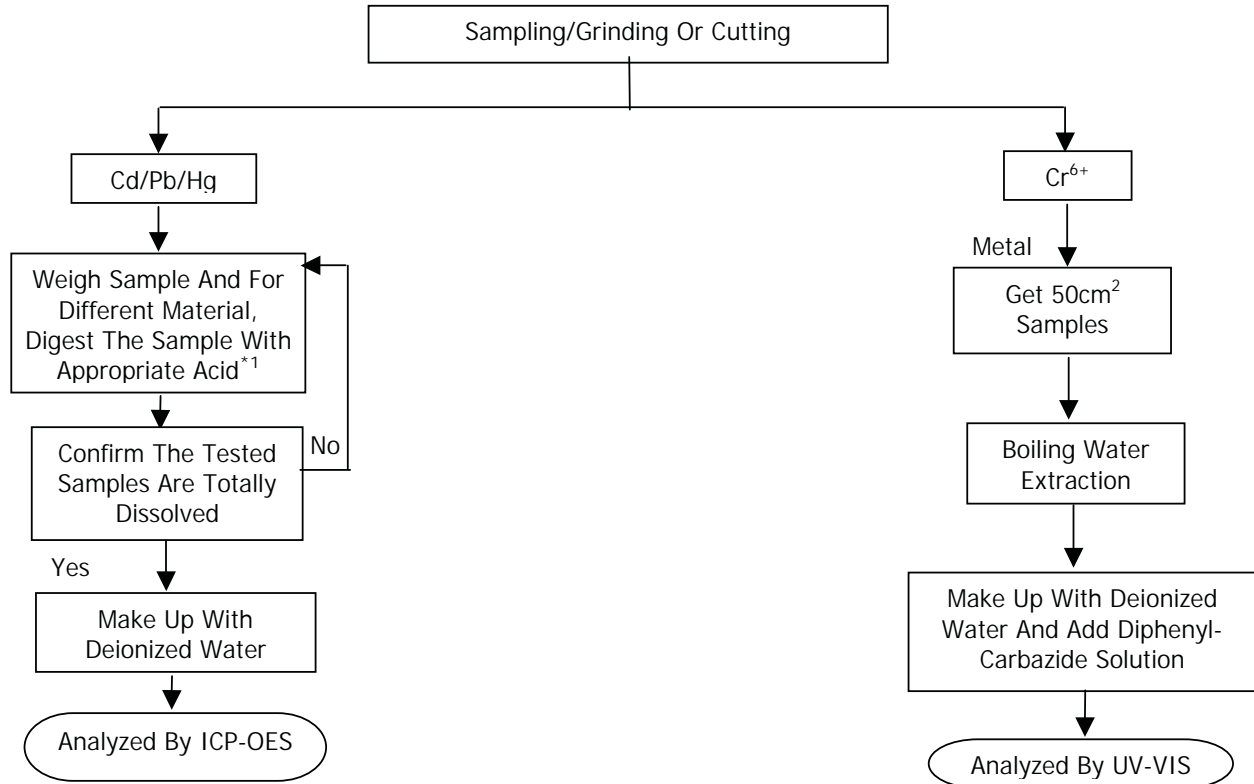 Sampling/Grinding Or Cutting
Cd/Pb/Hg
Weigh Sample And For
Different Material,
Digest The Sample With
Appropriate Acid*1
Confirm The Tested
Samples Are Totally
Dissolved
No
Yes
Make Up With
Deionized Water
Analyzed By ICP-OES
Cr6+
Metal
Get 50cm2
Samples
Boiling Water
Extraction
Make Up With Deionized
Water And Add Diphenyl-
Carbazide Solution
Analyzed By UV-VIS